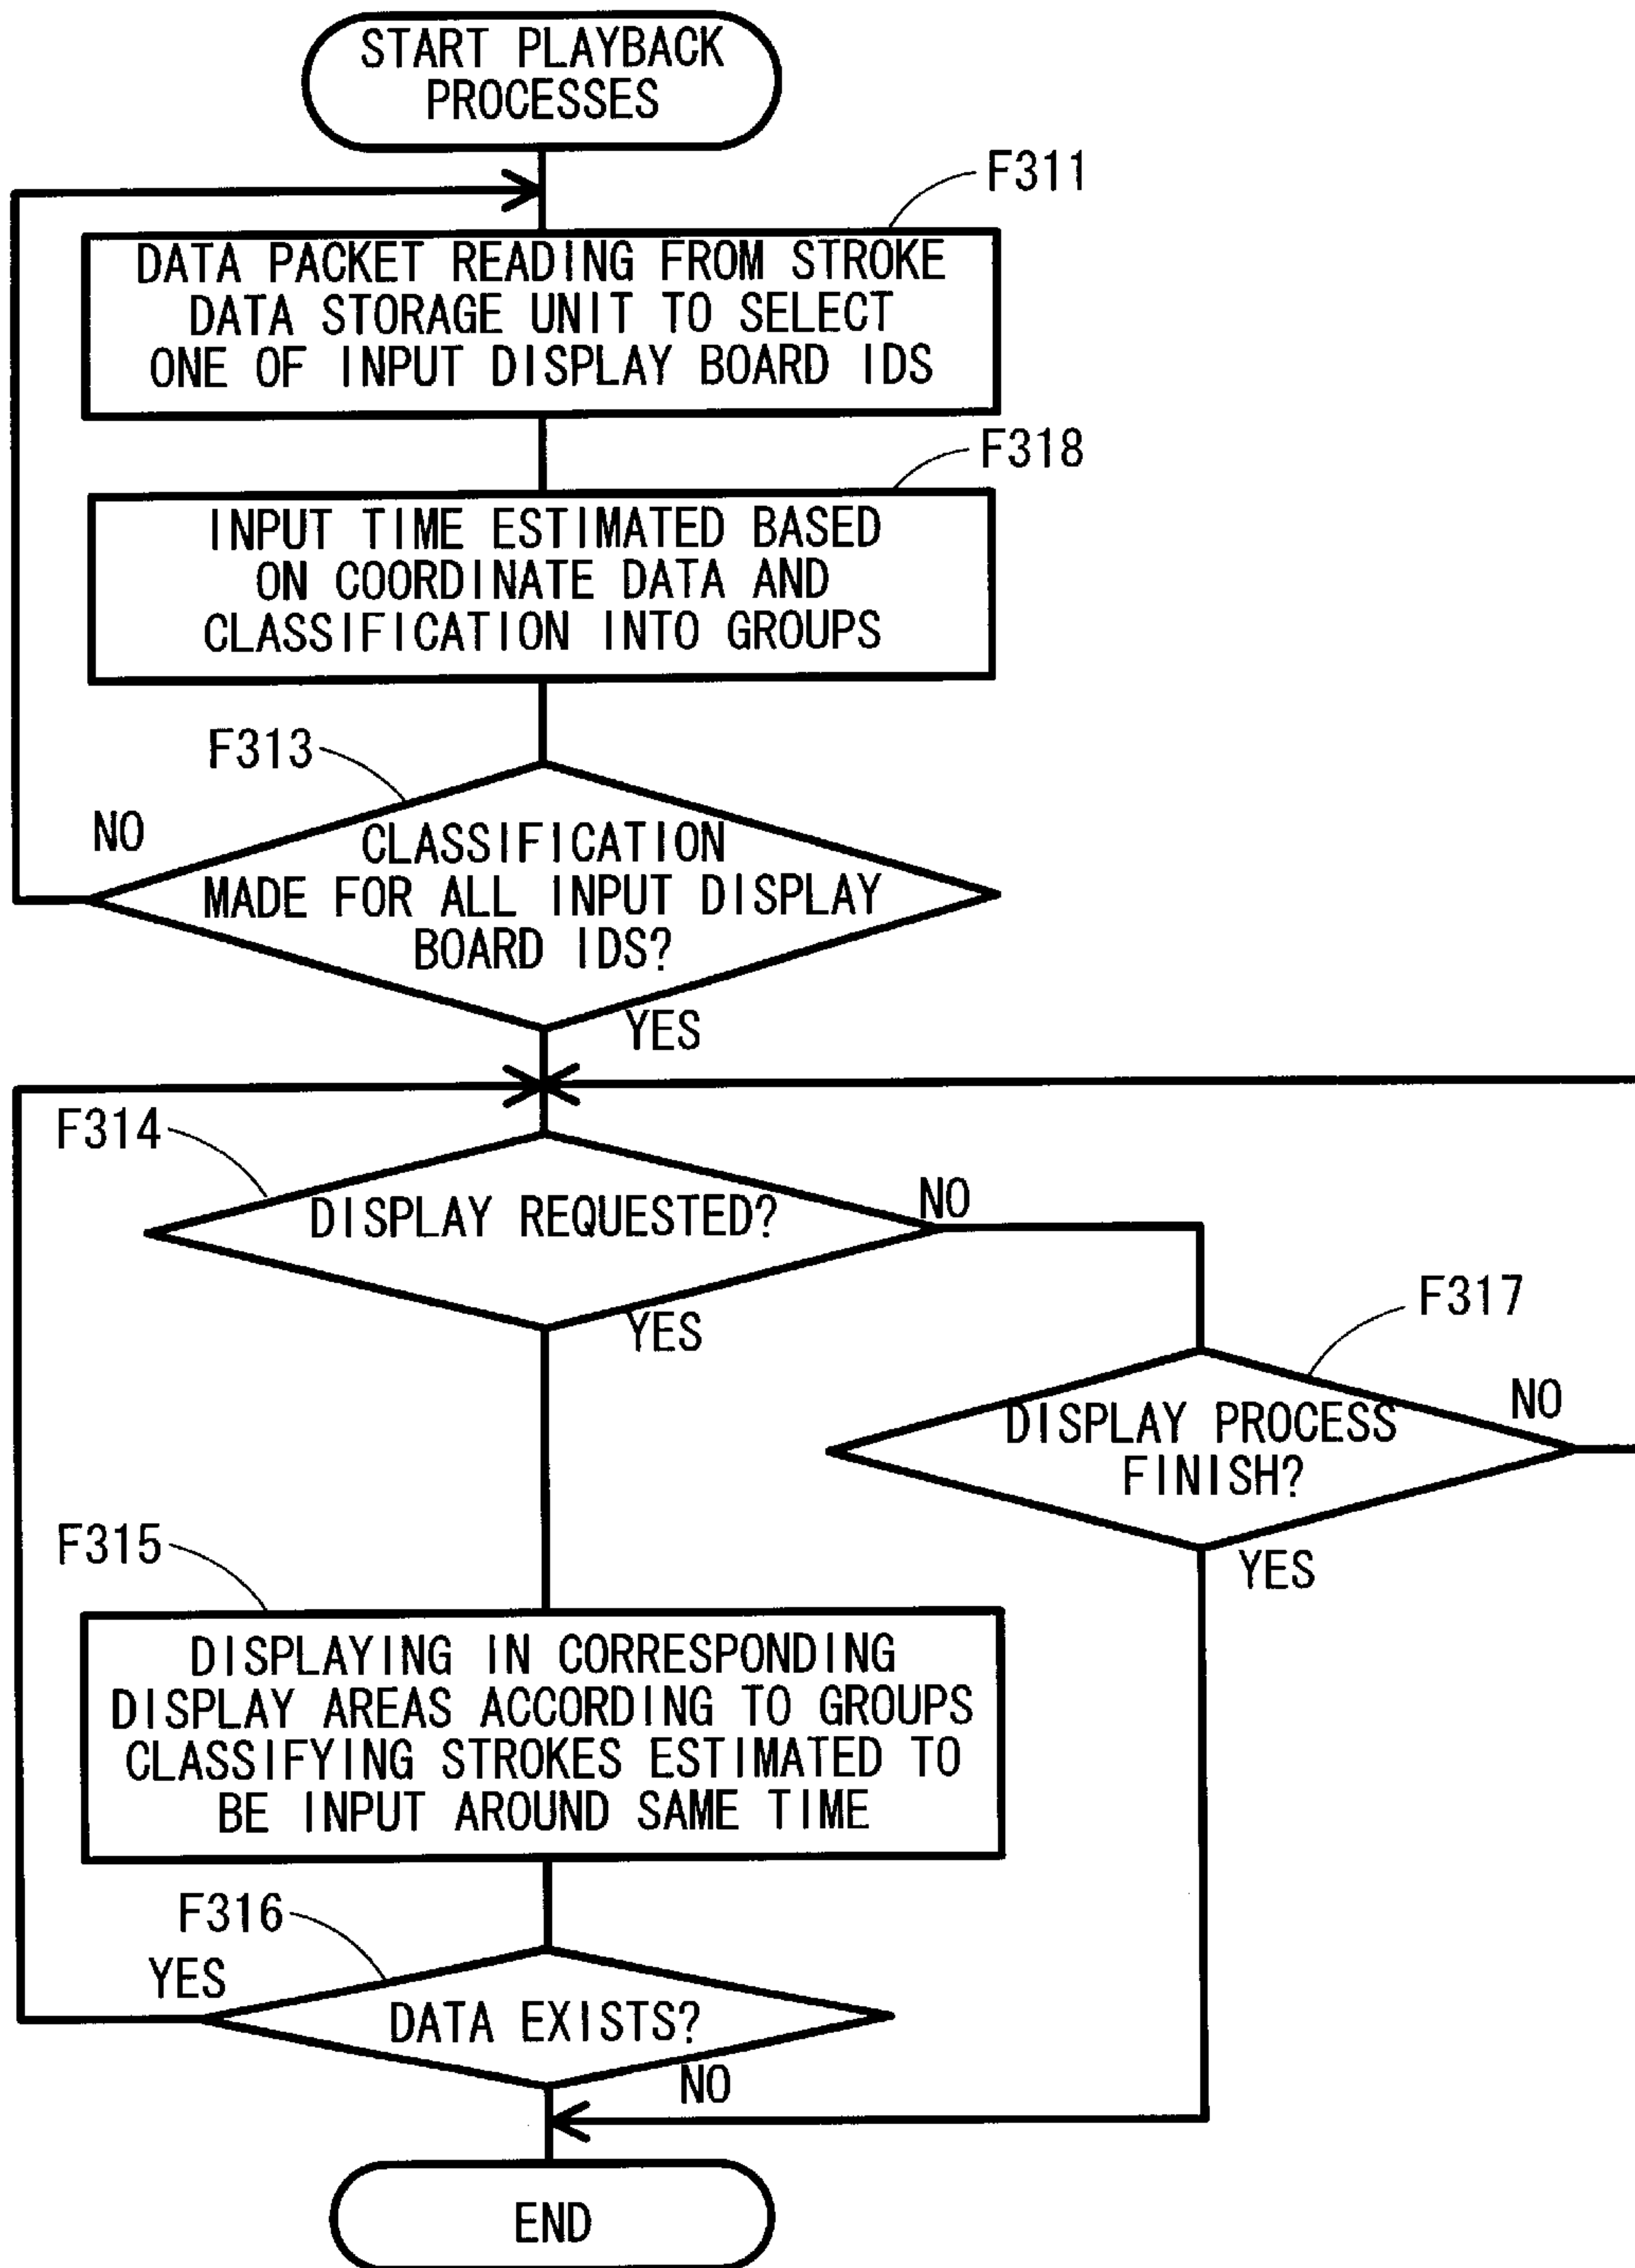 START PLAYBACK
PROCESSES
F311
DATA PACKET READING FROM STROKE
DATA STORAGE UNIT TO SELECT
ONE OF INPUT DISPLAY BOARD IDS
F318
INPUT TIME ESTIMATED BASED
ON COORDINATE DATA AND
CLASSIFICATION INTO GROUPS
F313
NO
CLASSIFICATION
MADE FOR ALL INPUT DISPLAY
BOARD IDS?
YES
F314
DISPLAY REQUESTED?
NO
YES
F317
DISPLAY PROCESS
FINISH?
NO
YES
F315
DISPLAYING IN CORRESPONDING
DISPLAY AREAS ACCORDING TO GROUPS
CLASSIFYING STROKES ESTIMATED TO
BE INPUT AROUND SAME TIME
F316
YES
DATA EXISTS?
NO
END